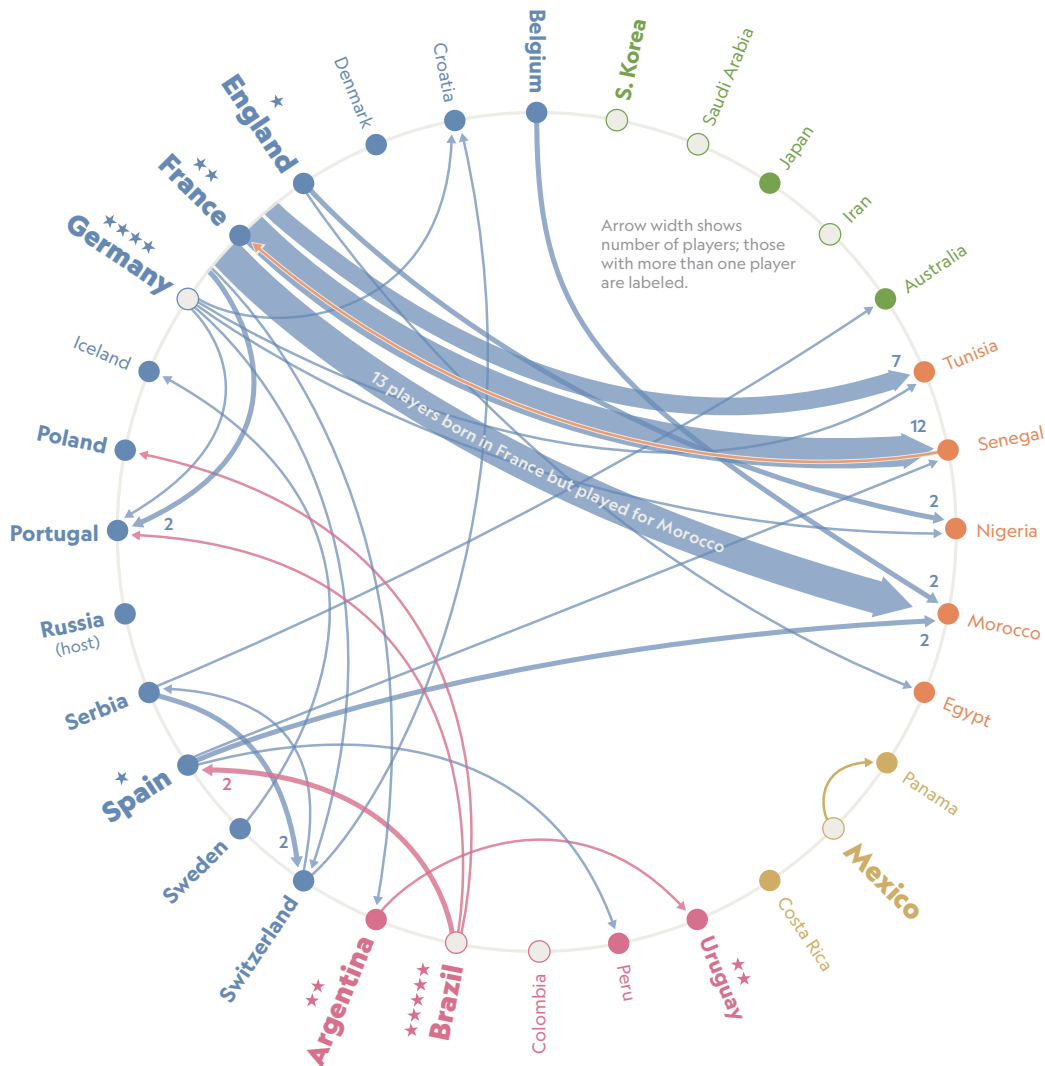 Belgium
S. Korea
Saudi Arabia
Japan
Iran
Australia
Tunisia
Senegal
Nigeria
Morocco
Egypt
Panama
Mexico
Costa Rica
Uruguay
Peru
Colombia
Brazil
Argentina
Switzerland
Sweden
Spain
Serbia
Russia
(host)
Portugal
Poland
Iceland
Germany
France
England
Denmark
Croatia
Arrow width shows
number of players; those
with more than one player
are labeled.
13 players born in France but played for Morocco
7
12
2
2
2
2
2
2